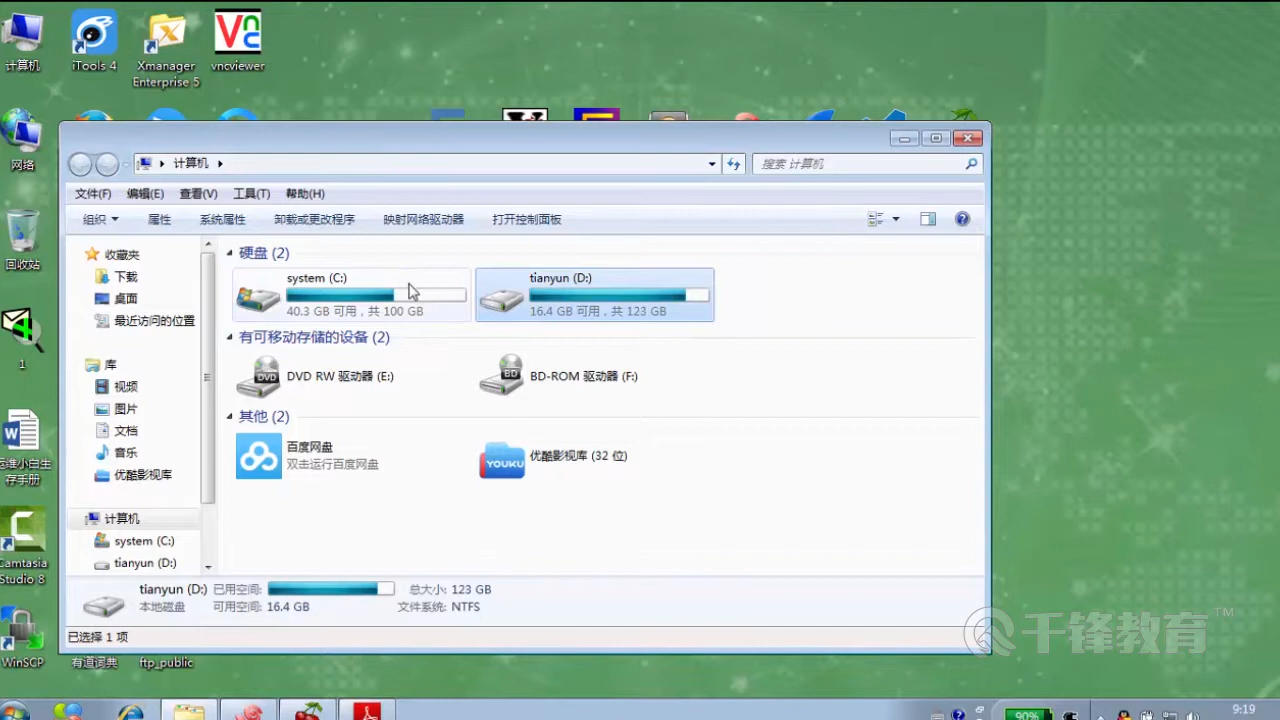 计算机
iTools 4
Xmanager
Enterprise 5
vncviewer
网络
回收站
1
运维小白生
存手册
Camtasia
Studio 8
WinSCP
有道词典
ftp_public
计算机
搜索 计算机
文件(F) 编辑(E) 查看(V) 工具(T) 帮助(H)
组织 属性 系统属性 卸载或更改程序 映射网络驱动器 打开控制面板
收藏夹
下载
桌面
最近访问的位置
库
视频
图片
文档
音乐
优酷影视库
计算机
system (C:)
tianyun (D:)
硬盘 (2)
system (C:)
40.3 GB 可用，共 100 GB
tianyun (D:)
16.4 GB 可用，共 123 GB
有可移动存储的设备 (2)
DVD
DVD RW 驱动器 (E:)
BD
BD-ROM 驱动器 (F:)
其他 (2)
百度网盘
双击运行百度网盘
YOUKU
优酷影视库 (32 位)
tianyun (D:) 已用空间: 总大小: 123 GB
本地磁盘 可用空间: 16.4 GB 文件系统: NTFS
已选择 1 项
千锋教育 TM
90%
9:19